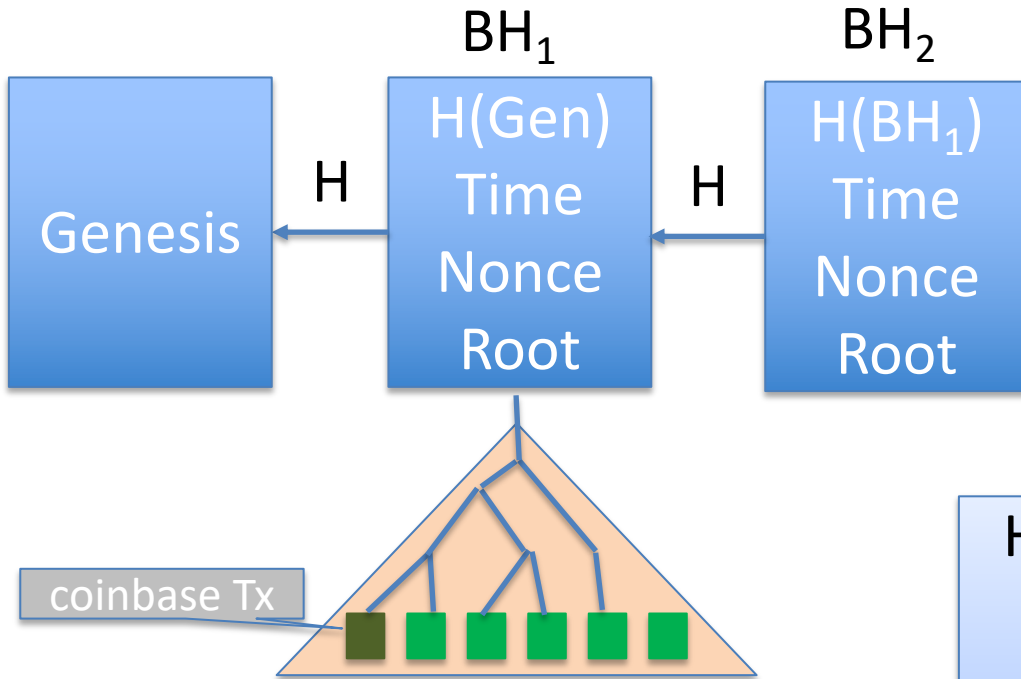 BH₁
BH₂
Genesis
H
H(Gen)
Time
Nonce
Root
H
H(BH₁)
Time
Nonce
Root
coinbase Tx
H